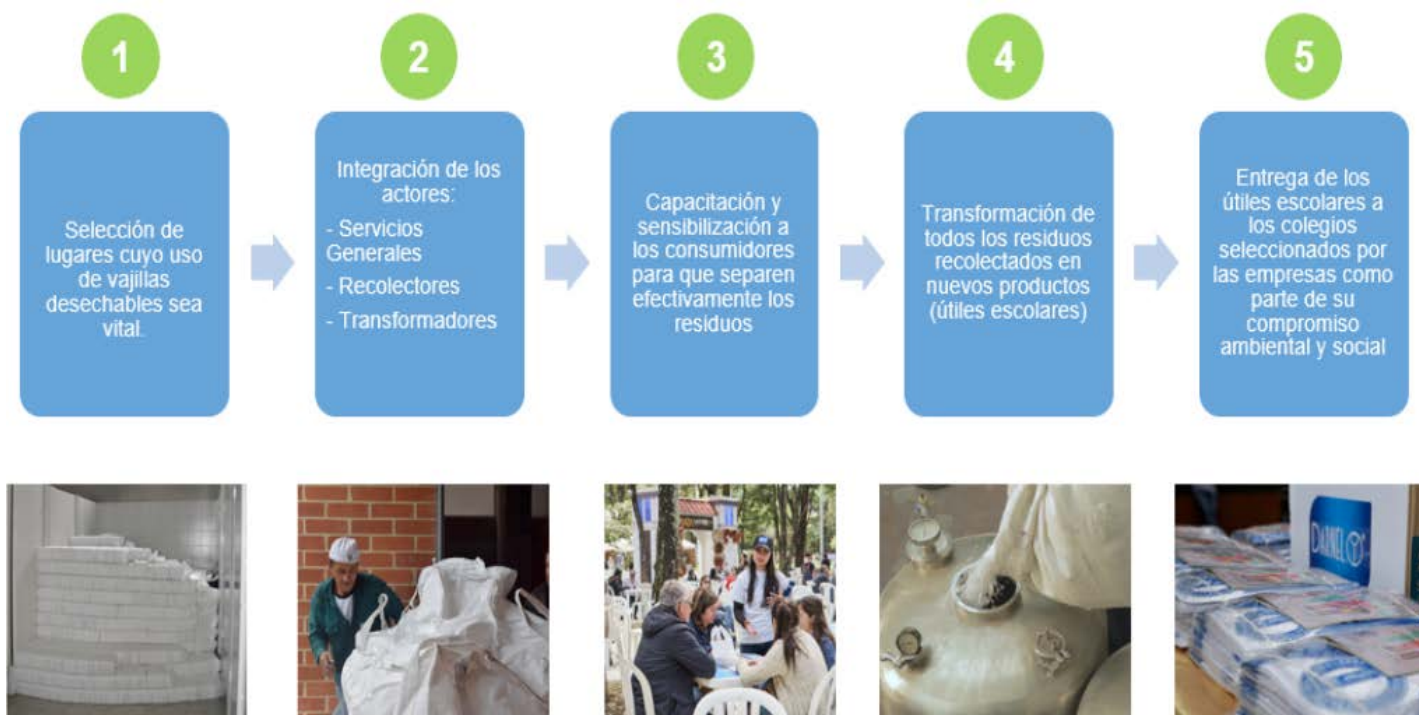 1
2
3
4
5
Selección de
lugares cuyo uso
de vajillas
desechables sea
vital.
Integración de los
actores:
- Servicios
Generales
- Recolectores
- Transformadores
Capacitación y
sensibilización a
los consumidores
para que separen
efectivamente los
residuos
Transformación de
todos los residuos
recolectados en
nuevos productos
(útiles escolares)
Entrega de los
útiles escolares a
los colegios
seleccionados por
las empresas como
parte de su
compromiso
ambiental y social
DARNEL